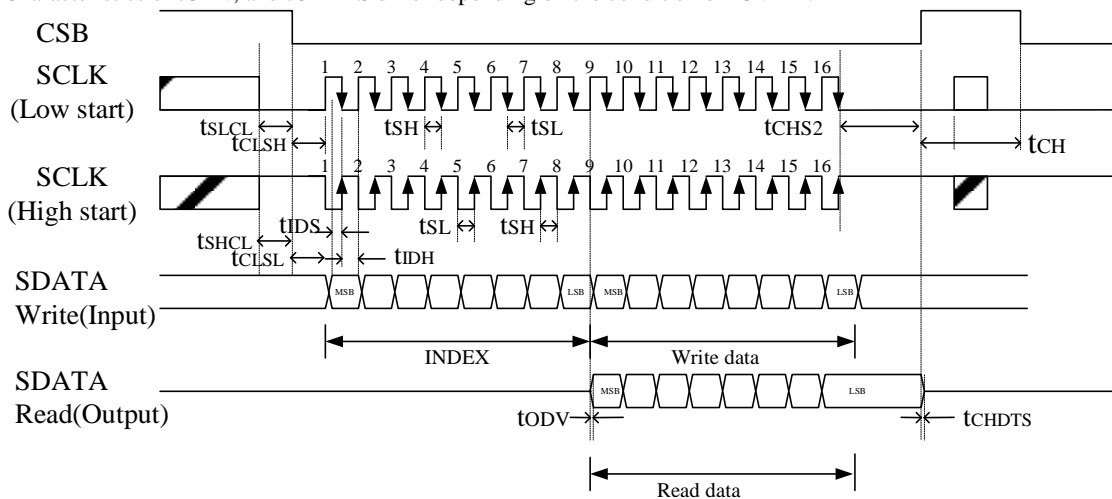 CSB
SCLK
(Low start)
1 2 3 4 5 6 7 8 9 10 11 12 13 14 15 16
tSLCL
tCLSH
tSH
tSL
tCHS2
tCH
SCLK
(High start)
1 2 3 4 5 6 7 8 9 10 11 12 13 14 15 16
tSHCL
tCLSL
tIDS
tIDH
tSL
tSH
SDATA
Write(Input)
MSB LSB MSB LSB
INDEX Write data
SDATA
Read(Output)
MSB LSB
tODV
tCHDTS
Read data